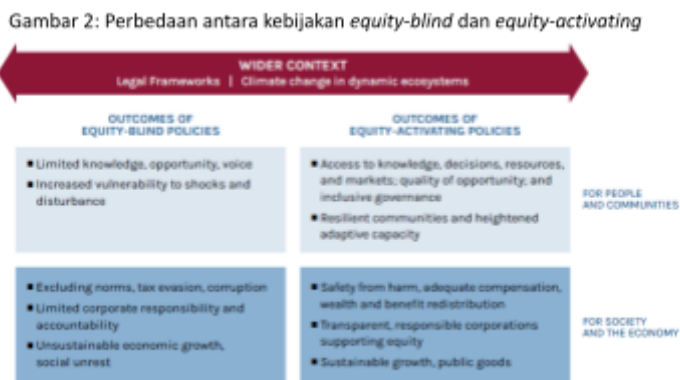 Gambar 2: Perbedaan antara kebijakan equity-blind dan equity-activating
WIDER CONTEXT
Legal Frameworks | Climate change in dynamic ecosystems
OUTCOMES OF
EQUITY-BLIND POLICIES
OUTCOMES OF
EQUITY-ACTIVATING POLICIES
■ Limited knowledge, opportunity, voice
■ Increased vulnerability to shocks and
disturbance
■ Access to knowledge, decisions, resources,
and markets; quality of opportunity; and
inclusive governance
■ Resilient communities and heightened
adaptive capacity
FOR PEOPLE
AND COMMUNITIES
■ Excluding norms, tax evasion, corruption
■ Limited corporate responsibility and
accountability
■ Unsustainable economic growth,
social unrest
■ Safety from harm, adequate compensation,
wealth and benefit redistribution
■ Transparent, responsible corporations
supporting equity
■ Sustainable growth, public goods
FOR SOCIETY
AND THE ECONOMY